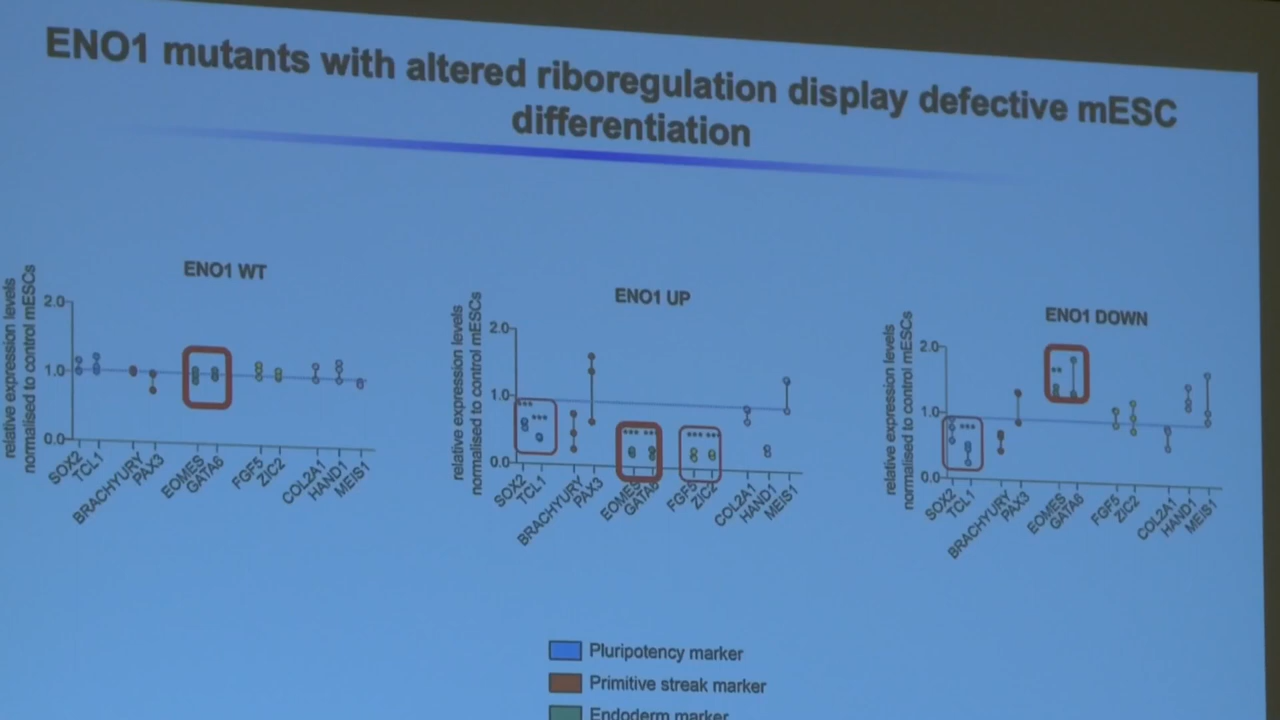 ENO1 mutants with altered riboregulation display defective mESC
differentiation
ENO1 WT
relative expression levels
normalised to control mESCs
2.0
1.0
0.0
SOX2
TCL1
BRACHYURY
PAX3
EOMES
GATA6
FGF5
ZIC2
COL2A1
HAND1
MEIS1
ENO1 UP
relative expression levels
normalised to control mESCs
2.0
1.0
0.0
*** ***
*** ***
*** ***
SOX2
TCL1
BRACHYURY
PAX3
EOMES
GATA6
FGF5
ZIC2
COL2A1
HAND1
MEIS1
ENO1 DOWN
relative expression levels
normalised to control mESCs
2.0
1.0
0.0
**
***
SOX2
TCL1
BRACHYURY
PAX3
EOMES
GATA6
FGF5
ZIC2
COL2A1
HAND1
MEIS1
Pluripotency marker
Primitive streak marker
Endoderm marker